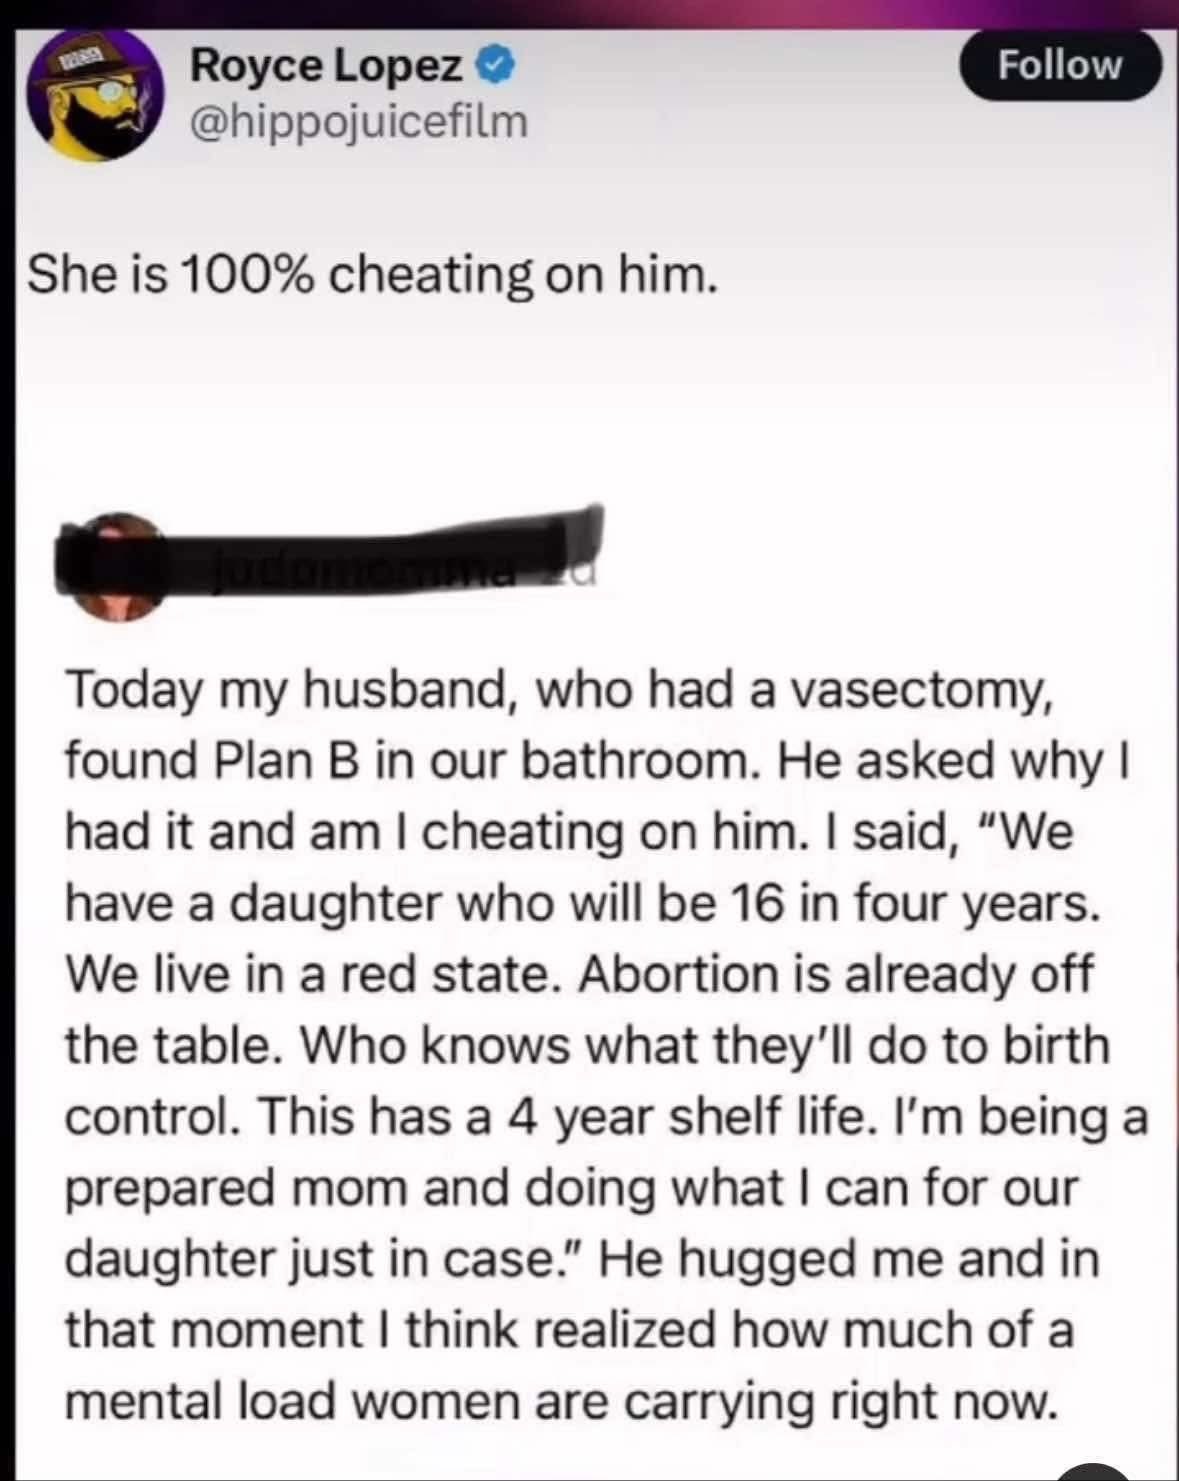 Royce Lopez
Follow
@hippojuicefilm
She is 100% cheating on him.
Today my husband, who had a vasectomy,
found Plan B in our bathroom. He asked why I
had it and am I cheating on him. I said, “We
have a daughter who will be 16 in four years.
We live in a red state. Abortion is already off
the table. Who knows what they’ll do to birth
control. This has a 4 year shelf life. I’m being a
prepared mom and doing what I can for our
daughter just in case.” He hugged me and in
that moment I think realized how much of a
mental load women are carrying right now.